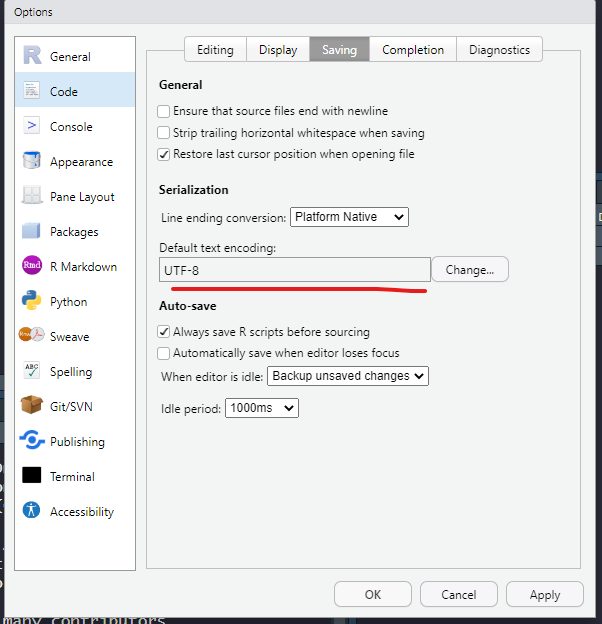 Options
General
Code
Console
Appearance
Pane Layout
Packages
Rmd
R Markdown
Python
Sweave
ABC
Spelling
Git/SVN
Publishing
Terminal
Accessibility
Editing
Display
Saving
Completion
Diagnostics
General
Ensure that source files end with newline
Strip trailing horizontal whitespace when saving
Restore last cursor position when opening file
Serialization
Line ending conversion: Platform Native
Default text encoding:
UTF-8 Change...
Auto-save
Always save R scripts before sourcing
Automatically save when editor loses focus
When editor is idle: Backup unsaved changes
Idle period: 1000ms
OK
Cancel
Apply
many contributors